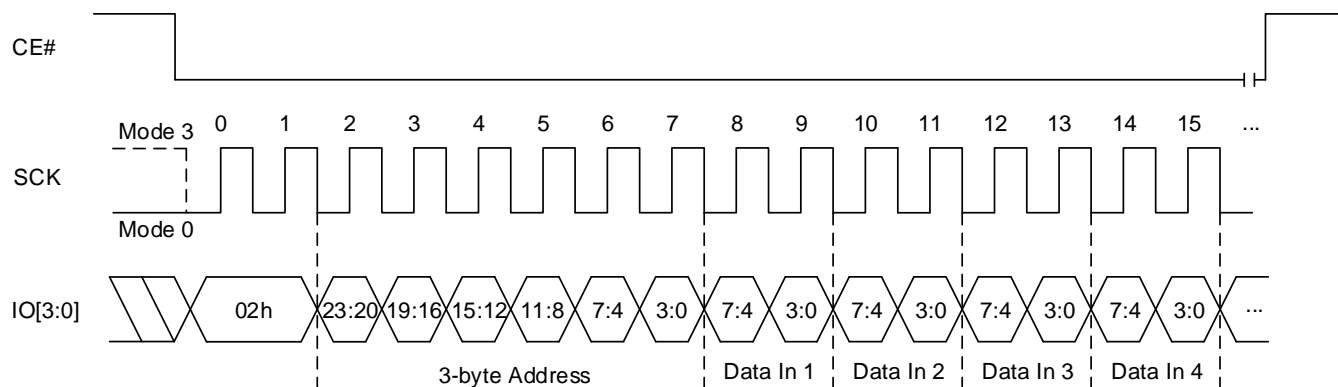 CE#
0 1 2 3 4 5 6 7 8 9 10 11 12 13 14 15 ...
Mode 3
SCK
Mode 0
IO[3:0] 02h 23:20 19:16 15:12 11:8 7:4 3:0 7:4 3:0 7:4 3:0 7:4 3:0 7:4 3:0 ...
3-byte Address Data In 1 Data In 2 Data In 3 Data In 4